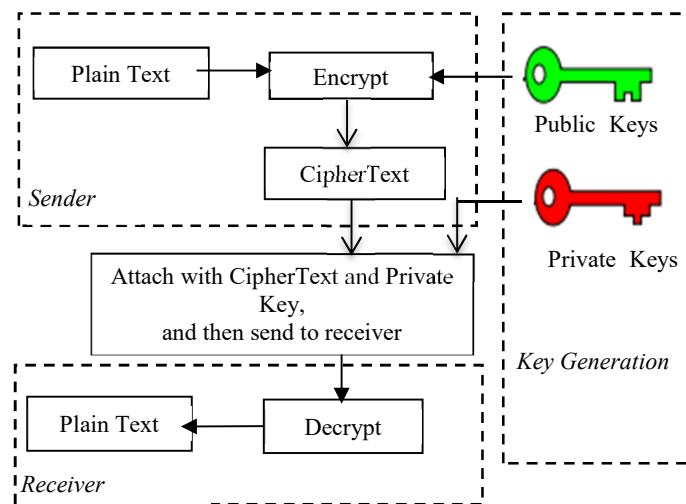 Plain Text
Encrypt
Public Keys
CipherText
Sender
Private Keys
Attach with CipherText and Private
Key,
and then send to receiver
Key Generation
Plain Text
Decrypt
Receiver